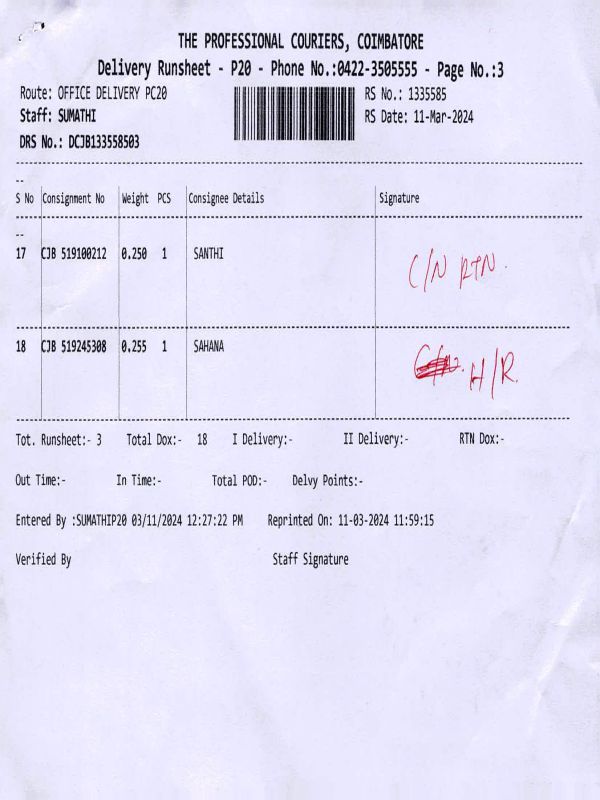 THE PROFESSIONAL COURIERS, COIMBATORE
Delivery Runsheet - P20 - Phone No.:0422-3505555 - Page No.:3
Route: OFFICE DELIVERY PC20 RS No.: 1335585
Staff: SUMATHI RS Date: 11-Mar-2024
DRS No.: DCJB133558503
--
S No Consignment No Weight PCS Consignee Details Signature
--
17 CJB 519100212 0.250 1 SANTHI C/N RTN.
18 CJB 519245308 0.255 1 SAHANA H/R.
Tot. Runsheet:- 3 Total Dox:- 18 I Delivery:- II Delivery:- RTN Dox:-
Out Time:- In Time:- Total POD:- Delvy Points:-
Entered By :SUMATHIP20 03/11/2024 12:27:22 PM Reprinted On: 11-03-2024 11:59:15
Verified By Staff Signature